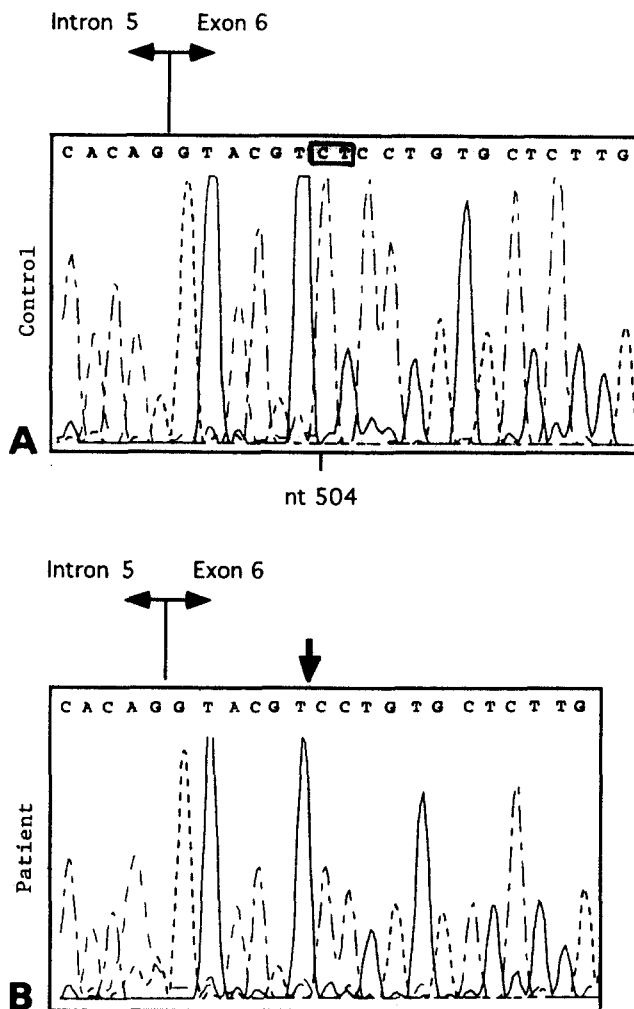 Intron 5 Exon 6
C A C A G G T A C G T C T C C T G T G C T C T T G
Control
A
nt 504
Intron 5 Exon 6
C A C A G G T A C G T C C T G T G C T C T T G
Patient
B